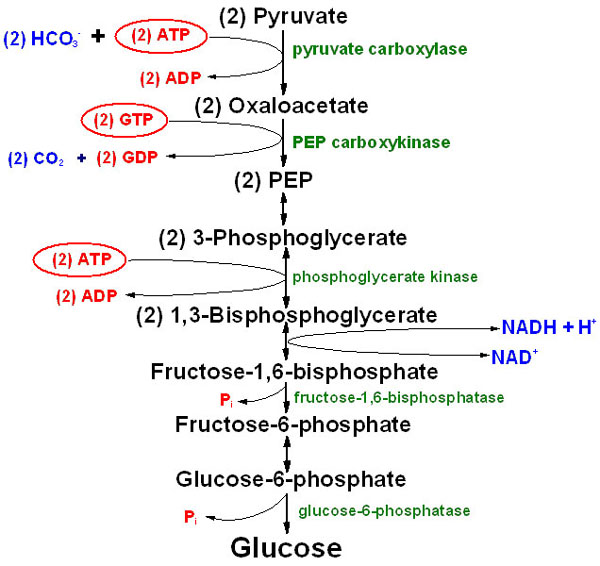 (2) Pyruvate
(2) HCO₃⁻ + (2) ATP
pyruvate carboxylase
(2) ADP
(2) Oxaloacetate
(2) GTP
PEP carboxykinase
(2) CO₂ + (2) GDP
(2) PEP
(2) 3-Phosphoglycerate
(2) ATP
phosphoglycerate kinase
(2) ADP
(2) 1,3-Bisphosphoglycerate
NADH + H⁺
NAD⁺
Fructose-1,6-bisphosphate
Pᵢ
fructose-1,6-bisphosphatase
Fructose-6-phosphate
Glucose-6-phosphate
Pᵢ
glucose-6-phosphatase
Glucose